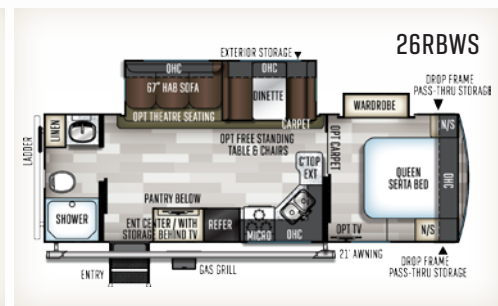 26RBWS
EXTERIOR STORAGE
DROP FRAME
PASS-THRU STORAGE
OHC
OHC
67" HAB SOFA
DINETTE
WARDROBE
OPT THEATRE SEATING
CARPET
N/S
LINEN
LADDER
OPT FREE STANDING
TABLE & CHAIRS
OPT CARPET
C'TOP
EXT
QUEEN
SERTA BED
OHC
PANTRY BELOW
SHOWER
ENT CENTER / WITH
STORAGE BEHIND TV
REFER
MICRO
OHC
OPT TV
N/S
21' AWNING
ENTRY
GAS GRILL
DROP FRAME
PASS-THRU STORAGE